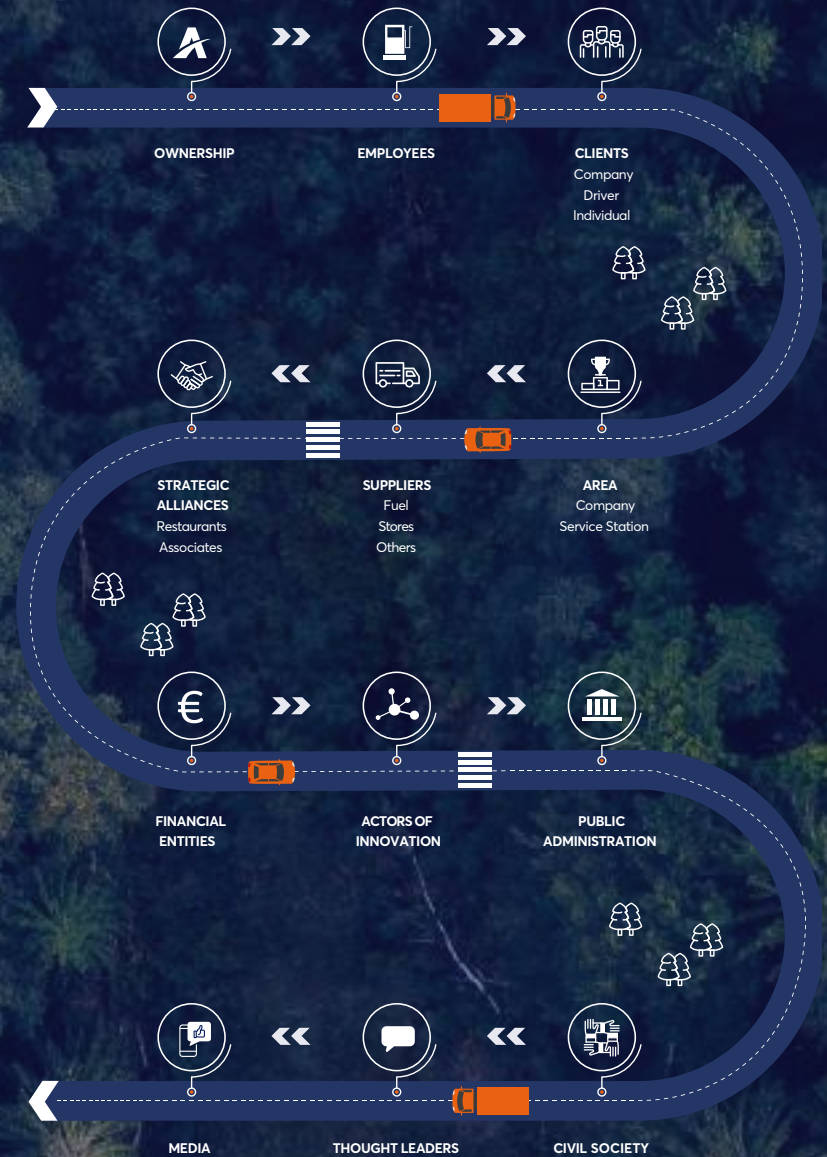 OWNERSHIP
EMPLOYEES
CLIENTS
Company
Driver
Individual
1
STRATEGIC
ALLIANCES
Restaurants
Associates
SUPPLIERS
Fuel
Stores
Others
AREA
Company
Service Station
€
FINANCIAL
ENTITIES
ACTORS OF
INNOVATION
PUBLIC
ADMINISTRATION
MEDIA
THOUGHT LEADERS
CIVIL SOCIETY